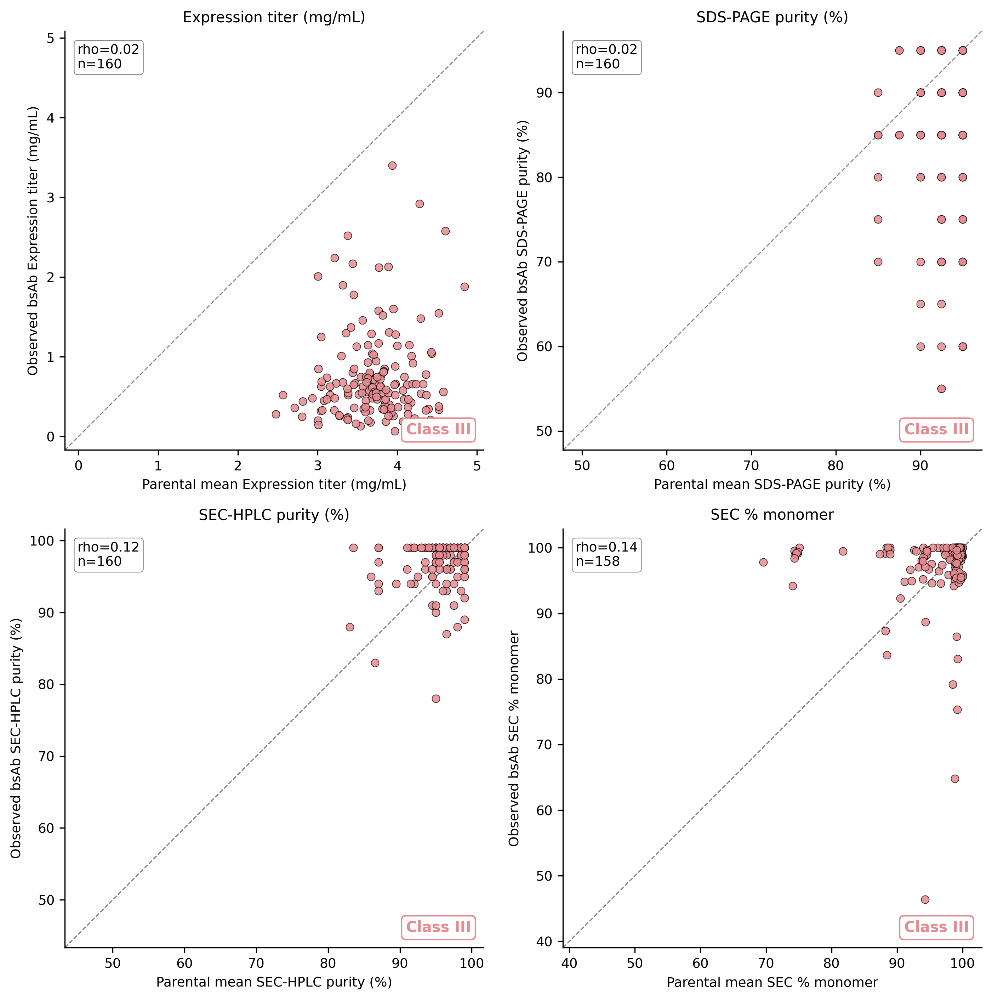 Expression titer (mg/mL)
rho=0.02
n=160
5
4
3
2
1
0
Observed bsAb Expression titer (mg/mL)
Class III
0 1 2 3 4 5
Parental mean Expression titer (mg/mL)
SDS-PAGE purity (%)
rho=0.02
n=160
90
80
70
60
50
Observed bsAb SDS-PAGE purity (%)
Class III
50 60 70 80 90
Parental mean SDS-PAGE purity (%)
SEC-HPLC purity (%)
rho=0.12
n=160
100
90
80
70
60
50
Observed bsAb SEC-HPLC purity (%)
Class III
50 60 70 80 90 100
Parental mean SEC-HPLC purity (%)
SEC % monomer
rho=0.14
n=158
100
90
80
70
60
50
40
Observed bsAb SEC % monomer
Class III
40 50 60 70 80 90 100
Parental mean SEC % monomer